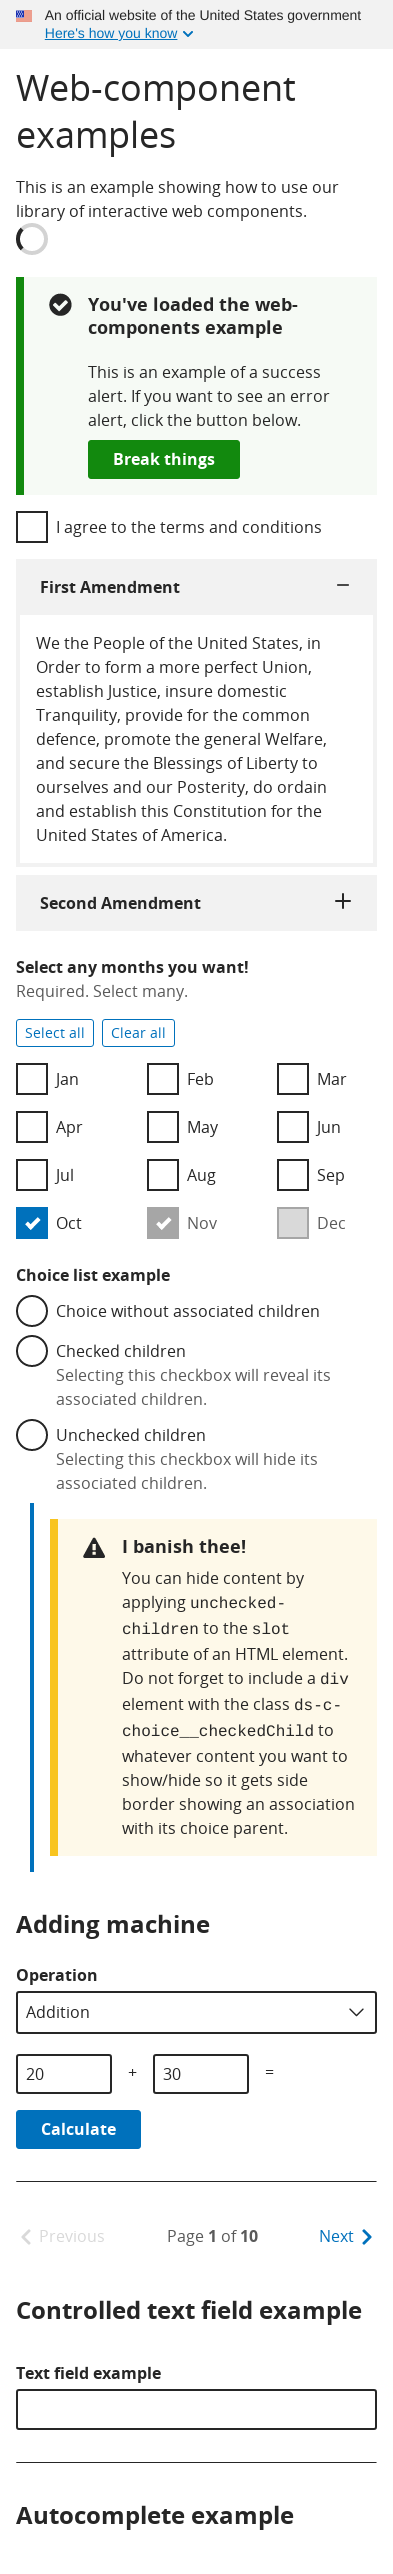 An official website of the United States government
Here's how you know
Web-component
examples
This is an example showing how to use our
library of interactive web components.
You've loaded the web-
components example
This is an example of a success
alert. If you want to see an error
alert, click the button below.
Break things
I agree to the terms and conditions
First Amendment
We the People of the United States, in
Order to form a more perfect Union,
establish Justice, insure domestic
Tranquility, provide for the common
defence, promote the general Welfare,
and secure the Blessings of Liberty to
ourselves and our Posterity, do ordain
and establish this Constitution for the
United States of America.
Second Amendment
Select any months you want!
Required. Select many.
Select all Clear all
Jan Feb Mar
Apr May Jun
Jul Aug Sep
Oct Nov Dec
Choice list example
Choice without associated children
Checked children
Selecting this checkbox will reveal its
associated children.
Unchecked children
Selecting this checkbox will hide its
associated children.
I banish thee!
You can hide content by
applying unchecked-
children to the slot
attribute of an HTML element.
Do not forget to include a div
element with the class ds-c-
choice__checkedChild to
whatever content you want to
show/hide so it gets side
border showing an association
with its choice parent.
Adding machine
Operation
Addition
20 + 30 =
Calculate
Previous Page 1 of 10 Next
Controlled text field example
Text field example
Autocomplete example